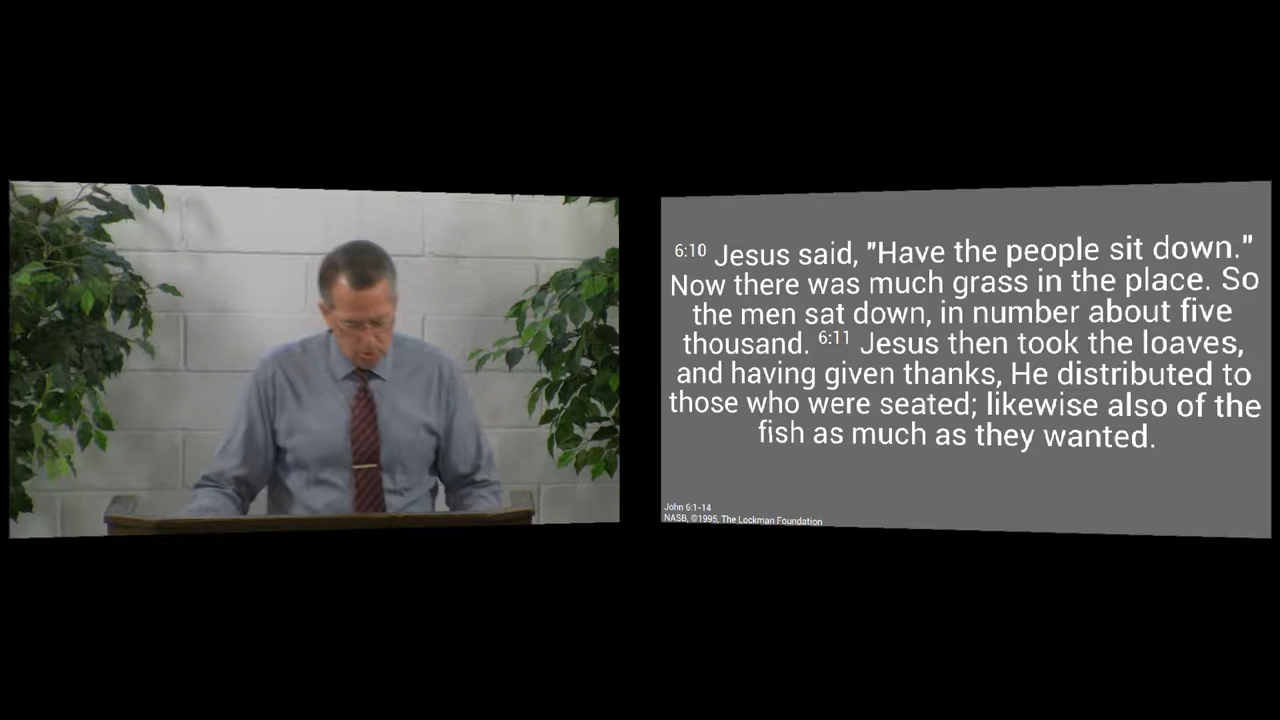 6:10 Jesus said, "Have the people sit down."
Now there was much grass in the place. So
the men sat down, in number about five
thousand. 6:11 Jesus then took the loaves,
and having given thanks, He distributed to
those who were seated; likewise also of the
fish as much as they wanted.
John 6:1-14
NASB, ©1995, The Lockman Foundation